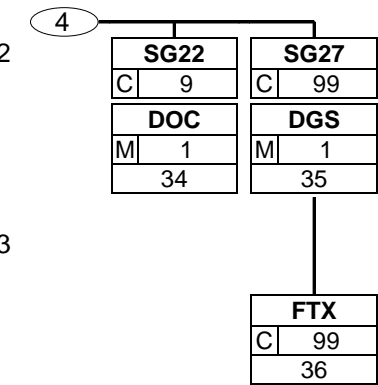 4
2 SG22 SG27
C 9 C 99
DOC DGS
M 1 M 1
34 35
3
FTX
C 99
36